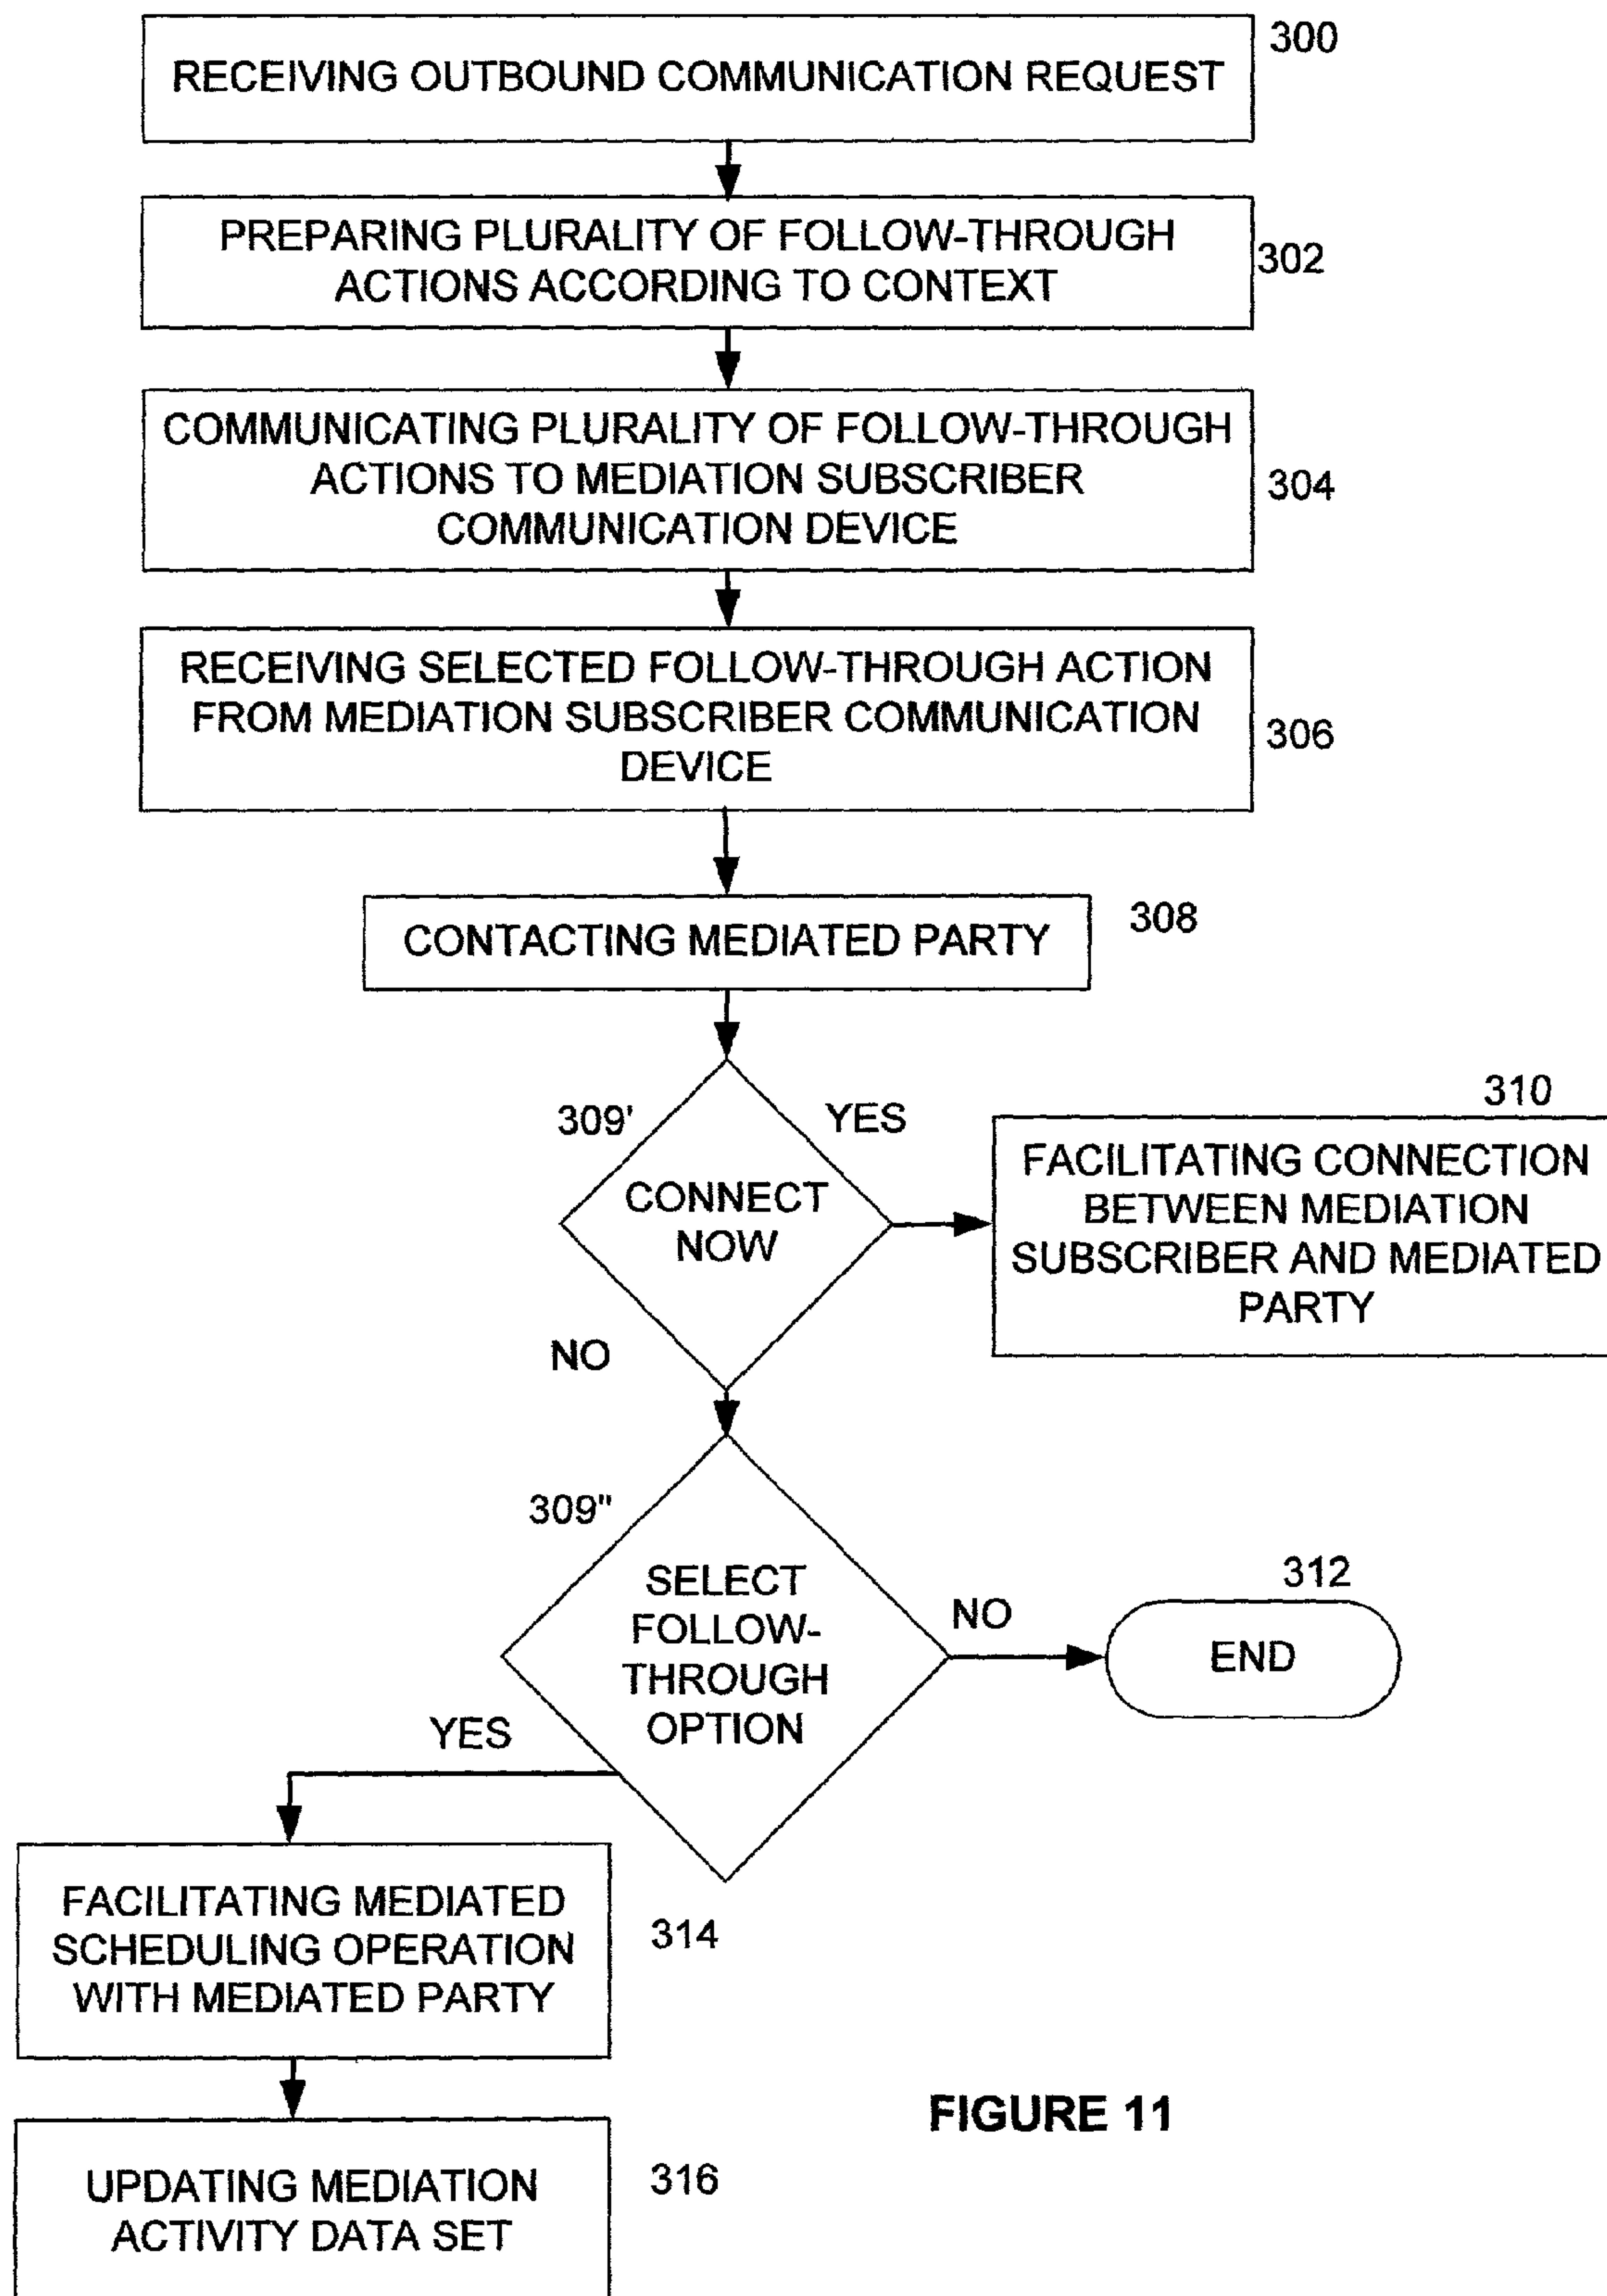 300
RECEIVING OUTBOUND COMMUNICATION REQUEST
PREPARING PLURALITY OF FOLLOW-THROUGH
ACTIONS ACCORDING TO CONTEXT
302
COMMUNICATING PLURALITY OF FOLLOW-THROUGH
ACTIONS TO MEDIATION SUBSCRIBER
COMMUNICATION DEVICE
304
RECEIVING SELECTED FOLLOW-THROUGH ACTION
FROM MEDIATION SUBSCRIBER COMMUNICATION
DEVICE
306
CONTACTING MEDIATED PARTY
308
309'
CONNECT
NOW
YES
310
FACILITATING CONNECTION
BETWEEN MEDIATION
SUBSCRIBER AND MEDIATED
PARTY
NO
309"
SELECT
FOLLOW-
THROUGH
OPTION
NO
312
END
YES
FACILITATING MEDIATED
SCHEDULING OPERATION
WITH MEDIATED PARTY
314
UPDATING MEDIATION
ACTIVITY DATA SET
316
FIGURE 11